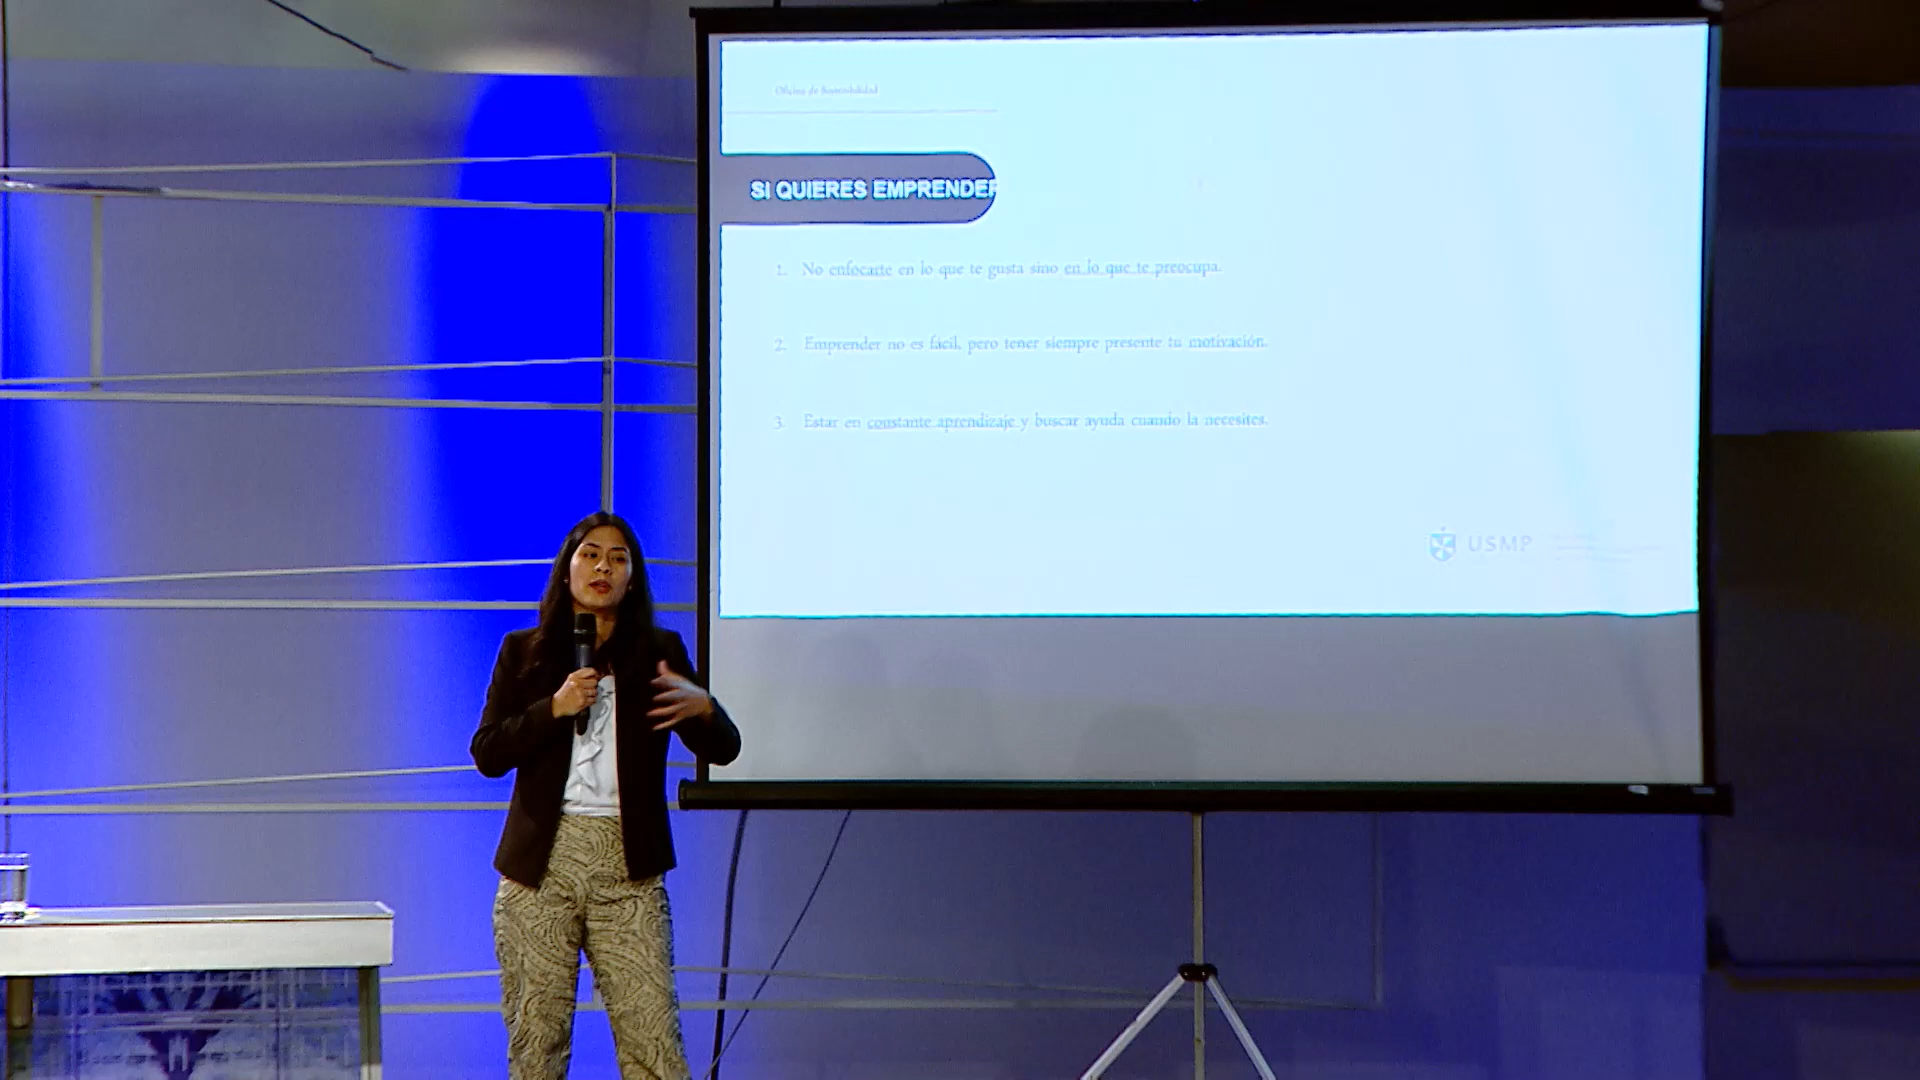 Oficina de Sostenibilidad
SI QUIERES EMPRENDER
1. No enfocarte en lo que te gusta sino en lo que te preocupa.
2. Emprender no es fácil, pero tener siempre presente tu motivación.
3. Estar en constante aprendizaje y buscar ayuda cuando la necesites.
USMP